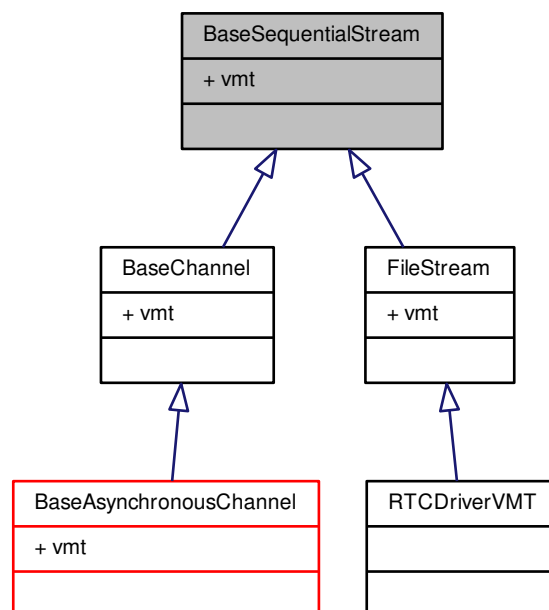 BaseSequentialStream
+ vmt
BaseChannel
+ vmt
FileStream
+ vmt
BaseAsynchronousChannel
+ vmt
RTCDriverVMT